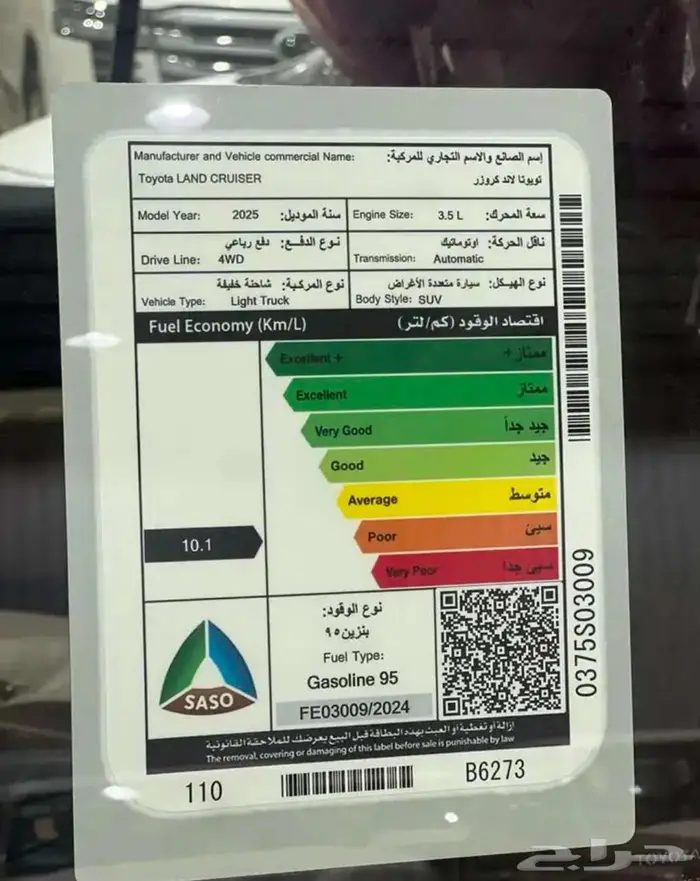 Manufacturer and Vehicle commercial Name: إسم الصانع والاسم التجاري للمركبة:
Toyota LAND CRUISER تويوتا لاند كروزر
Model Year: 2025 سنة الموديل: Engine Size: 3.5 L سعة المحرك:
نوع الدفـــع: دفع رباعي ناقل الحركة: اوتوماتيك
Drive Line: 4WD Transmission: Automatic
نوع المركبـة: شاحنة خفيفة نوع الهيـكل: سيارة متعددة الأغراض
Vehicle Type: Light Truck Body Style: SUV
Fuel Economy (Km/L) اقتصاد الوقود (كم/لتر)
Excellent + ممتاز +
Excellent ممتاز
Very Good جيد جداً
Good جيد
Average متوسط
10.1 Poor سيئ
Very Poor سيئ جداً
نوع الوقود:
بنزين ٩٥
Fuel Type:
Gasoline 95
SASO
FE03009/2024
إزالة أو تغطية أو العبث بهذه البطاقة قبل البيع يعرضك للملاحقة القانونية
The removal, covering or damaging of this label before sale is punishable by law
110 B6273
0375S03009
حراج
TOYOTA